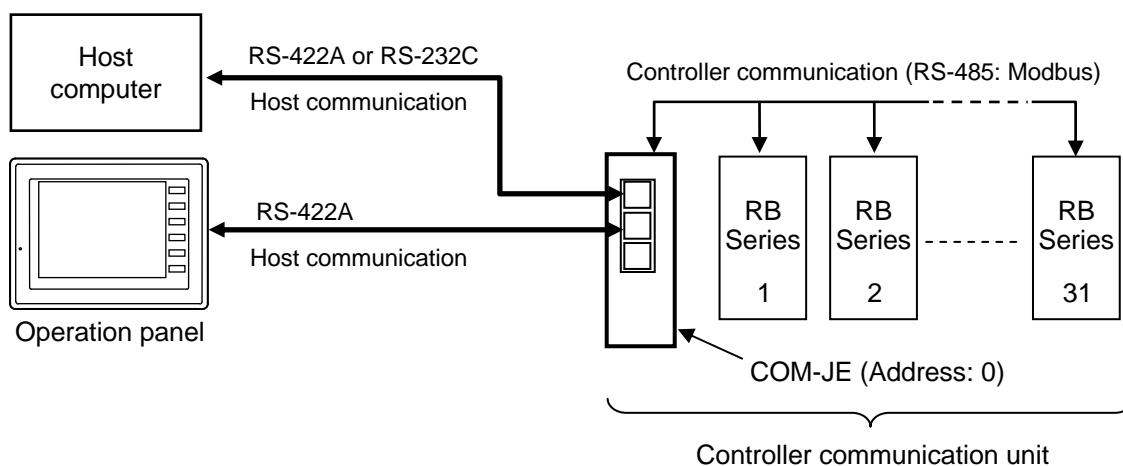 Host
computer
RS-422A or RS-232C
Host communication
Controller communication (RS-485: Modbus)
RS-422A
Host communication
Operation panel
RB
Series
1
RB
Series
2
RB
Series
31
COM-JE (Address: 0)
Controller communication unit